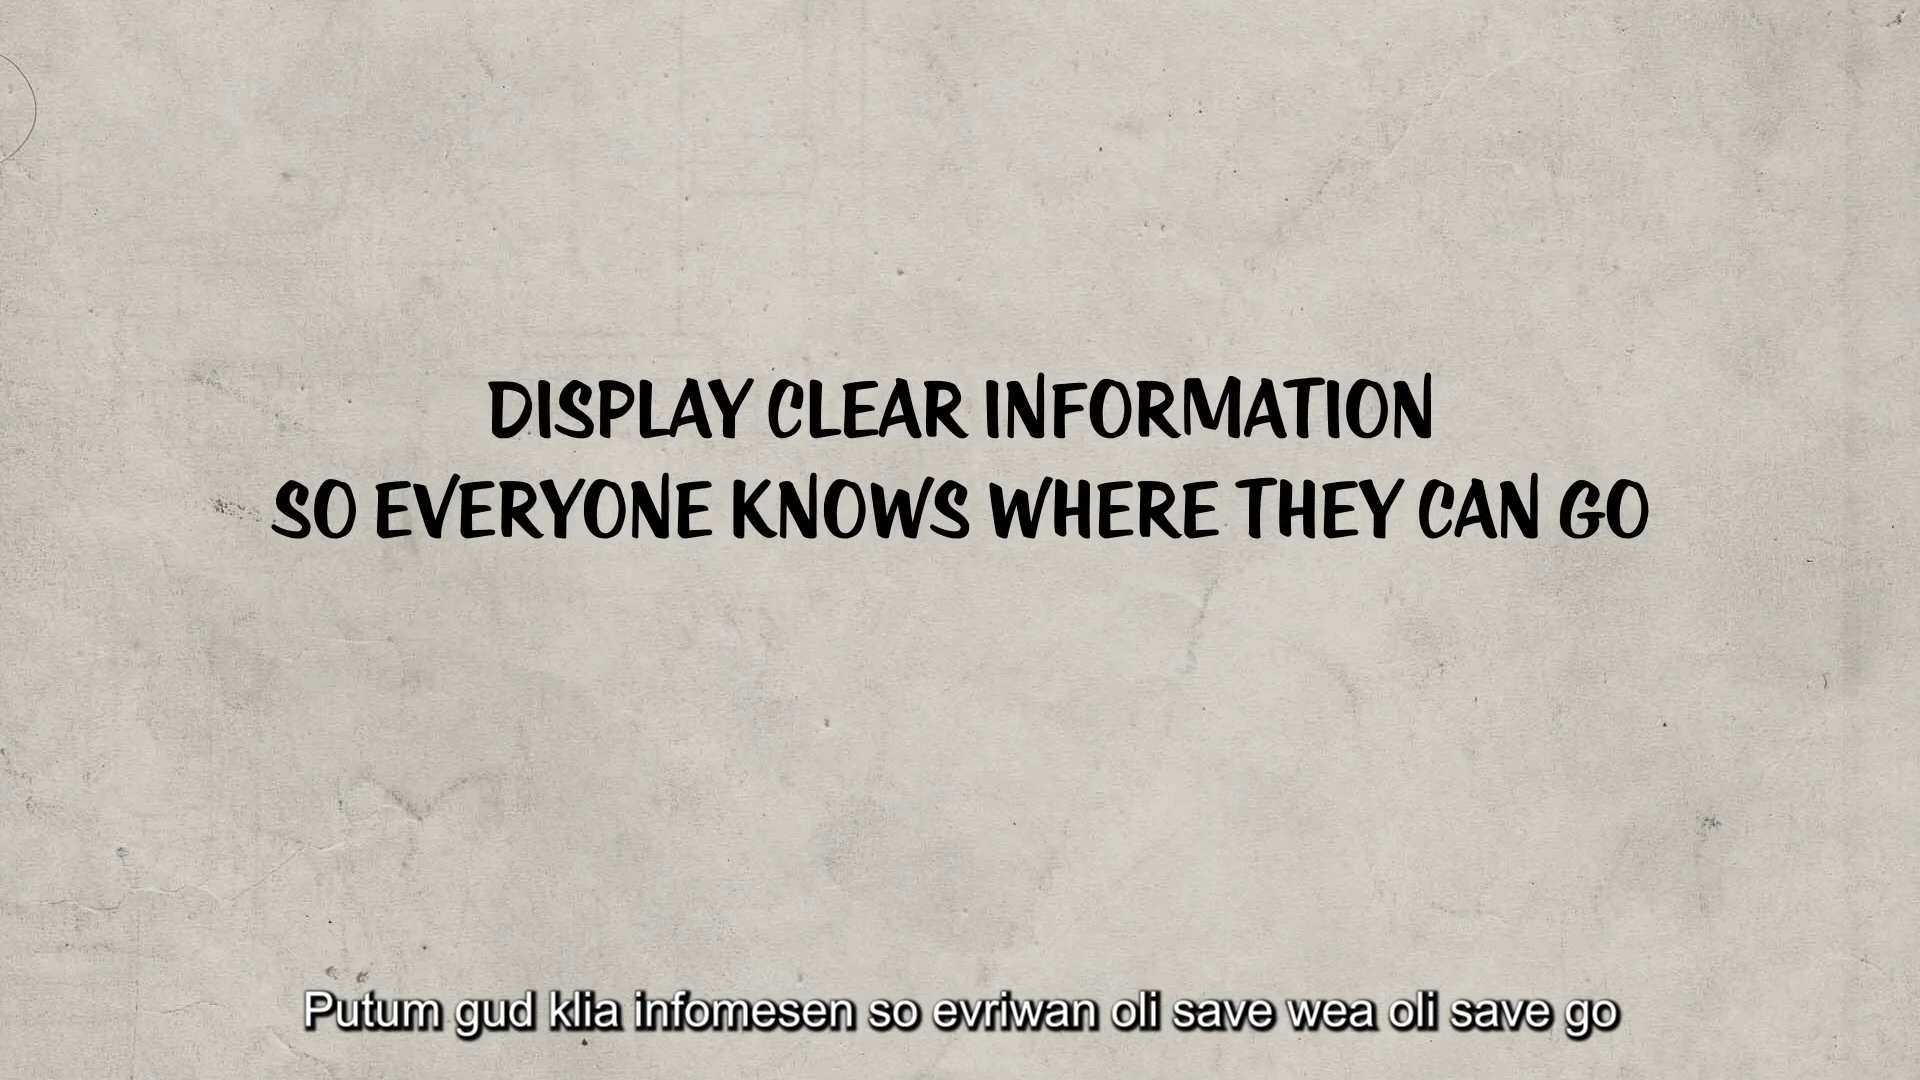 DISPLAY CLEAR INFORMATION
SO EVERYONE KNOWS WHERE THEY CAN GO
Putum gud klia infomesen so evriwan oli save wea oli save go